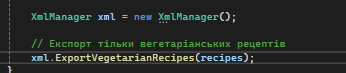 XmlManager xml = new XmlManager();
// Експорт тільки вегетаріанських рецептів
xml.ExportVegetarianRecipes(recipes);
}